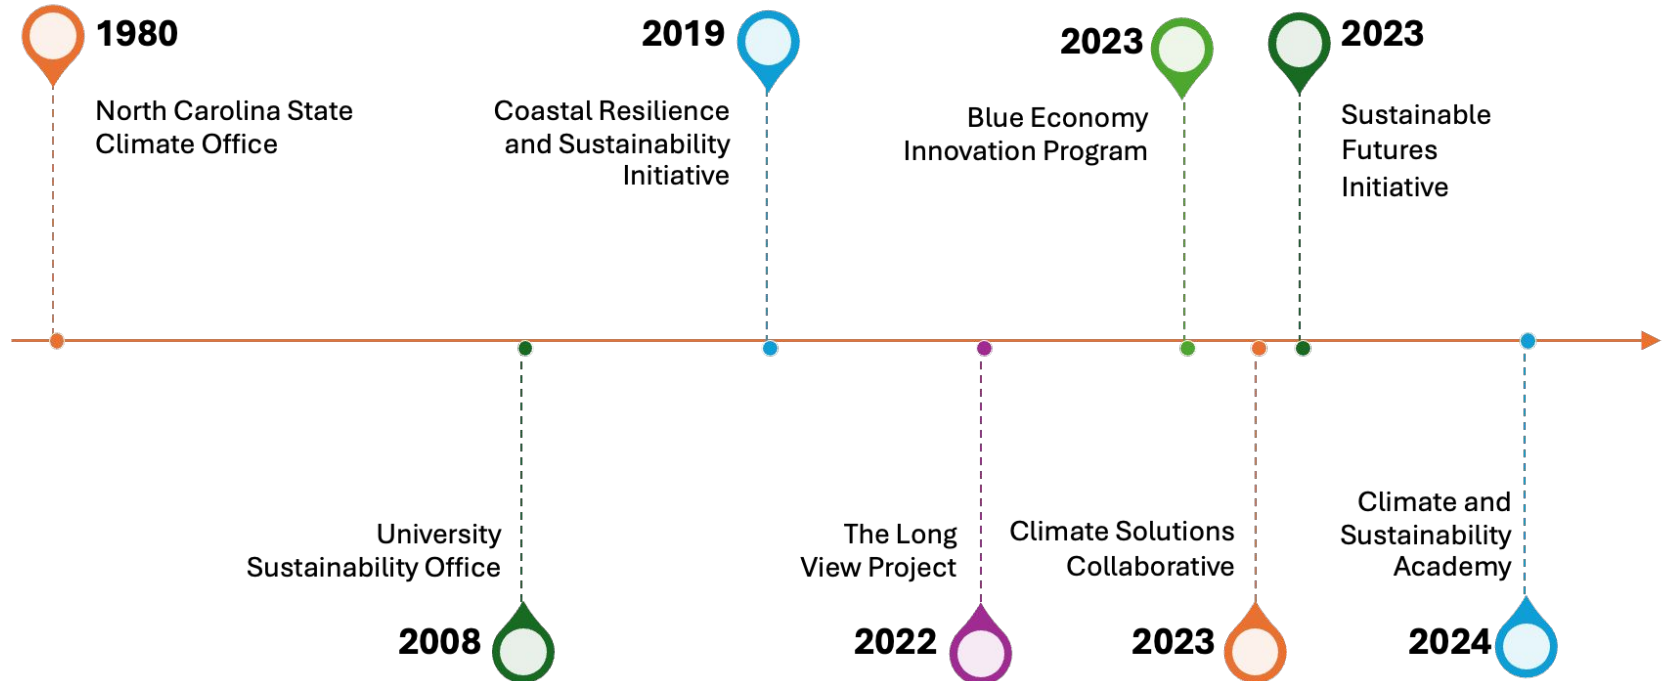 1980
North Carolina State
Climate Office
2019
Coastal Resilience
and Sustainability
Initiative
2023
Blue Economy
Innovation Program
2023
Sustainable
Futures
Initiative
University
Sustainability Office
2008
The Long
View Project
2022
Climate Solutions
Collaborative
2023
Climate and
Sustainability
Academy
2024